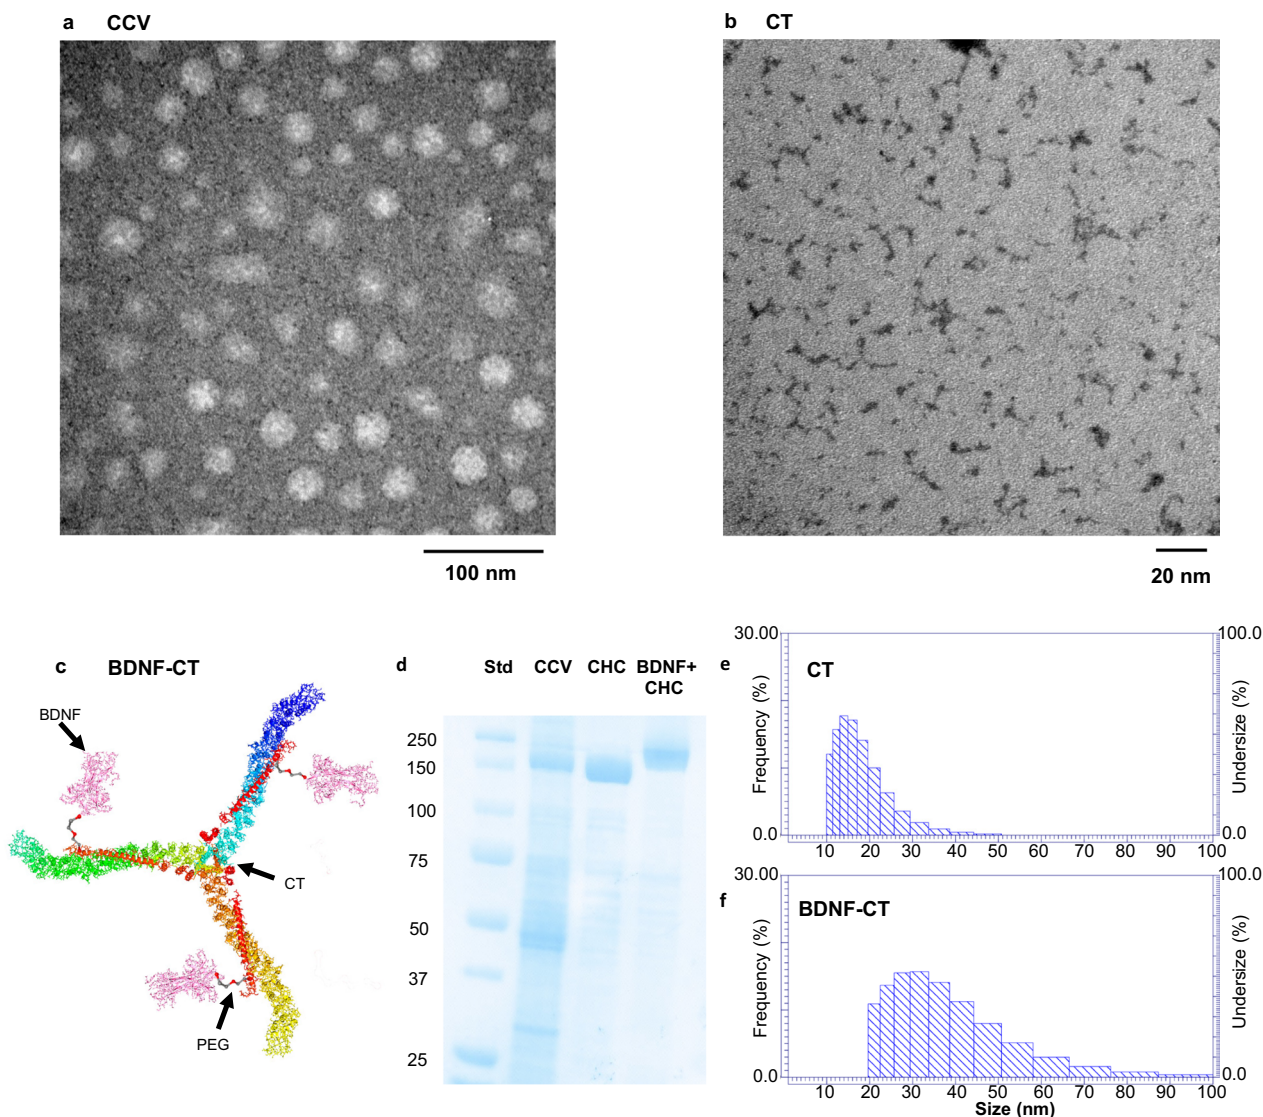 a CCV
b CT
100 nm
20 nm
c BDNF-CT
BDNF
CT
PEG
d Std CCV CHC BDNF+
CHC
250
150
100
75
50
37
25
e CT
30.00
0.0
Frequency (%)
100.0
0.0
Undersize (%)
10 20 30 40 50 60 70 80 90 100
f BDNF-CT
30.00
0.0
Frequency (%)
100.0
0.0
Undersize (%)
10 20 30 40 50 60 70 80 90 100
Size (nm)